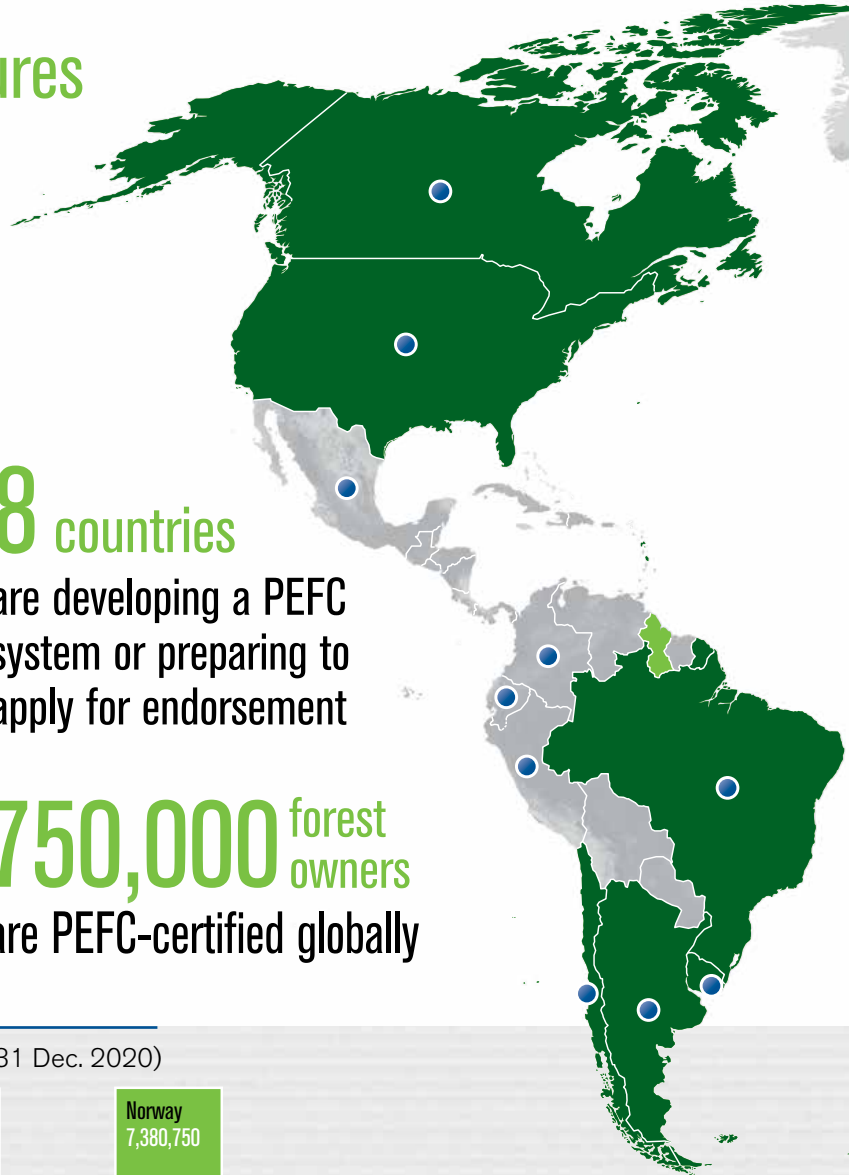 ures
8 countries
are developing a PEFC
system or preparing to
apply for endorsement
750,000 forest
owners
are PEFC-certified globally
31 Dec. 2020)
Norway
7,380,750